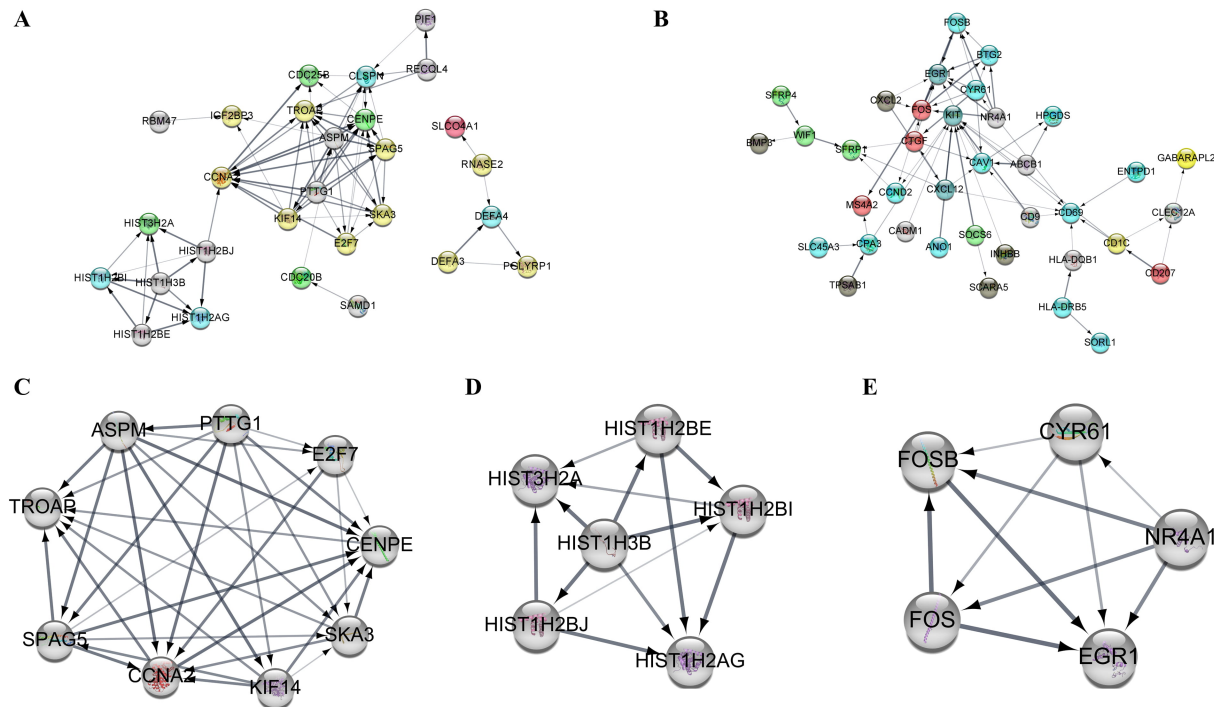 A
PIF1
CDC25B
CLSPN
RECQL4
RBM47
IGF2BP3
TROAP
CENPE
ASPM
SLCO4A1
SPAG5
RNASE2
CCNA2
PTTG1
KIF14
SKA3
DEFA4
HIST3H2A
E2F7
HIST1H2BJ
DEFA3
PGLYRP1
HIST1H2BI
HIST1H3B
CDC20B
SAMD1
HIST1H2AG
HIST1H2BE
B
FOSB
BTG2
EGR1
CYR61
SFRP4
CXCL2
FOS
KIT
NR4A1
HPGDS
WIF1
BMP3
SFRP1
CTGF
CAV1
ABCB1
GABARAPL2
ENTPD1
CCND2
CXCL12
MS4A2
CD9
CD69
CLEC12A
CADM1
SLC45A3
CPA3
ANO1
SOCS6
INHBB
CD1C
HLA-DQB1
CD207
TPSAB1
SCARA5
HLA-DRB5
SORL1
C
ASPM
PTTG1
E2F7
TROAP
CENPE
SPAG5
SKA3
CCNA2
KIF14
D
HIST1H2BE
HIST3H2A
HIST1H2BI
HIST1H3B
HIST1H2BJ
HIST1H2AG
E
CYR61
FOSB
NR4A1
FOS
EGR1